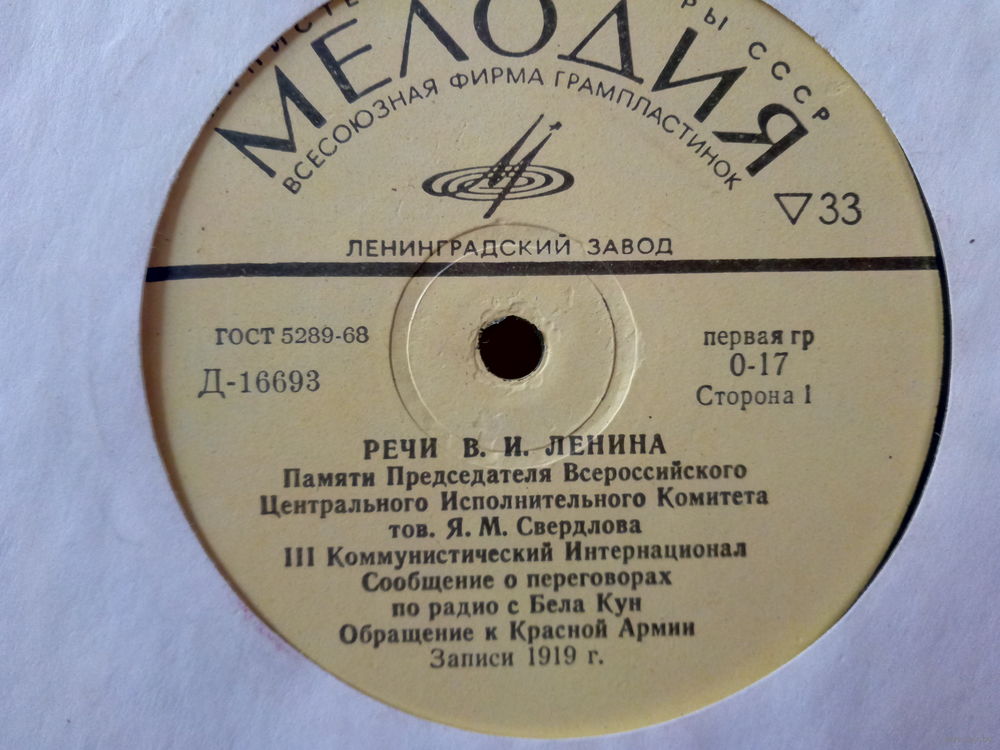 СССР
МЕЛОДИЯ
ВСЕСОЮЗНАЯ ФИРМА ГРАМПЛАСТИНОК
33
ЛЕНИНГРАДСКИЙ ЗАВОД
ГОСТ 5289-68
Д-16693
первая гр
0-17
Сторона 1
РЕЧИ В. И. ЛЕНИНА
Памяти Председателя Всероссийского
Центрального Исполнительного Комитета
тов. Я. М. Свердлова
III Коммунистический Интернационал
Сообщение о переговорах
по радио с Бела Кун
Обращение к Красной Армии
Записи 1919 г.